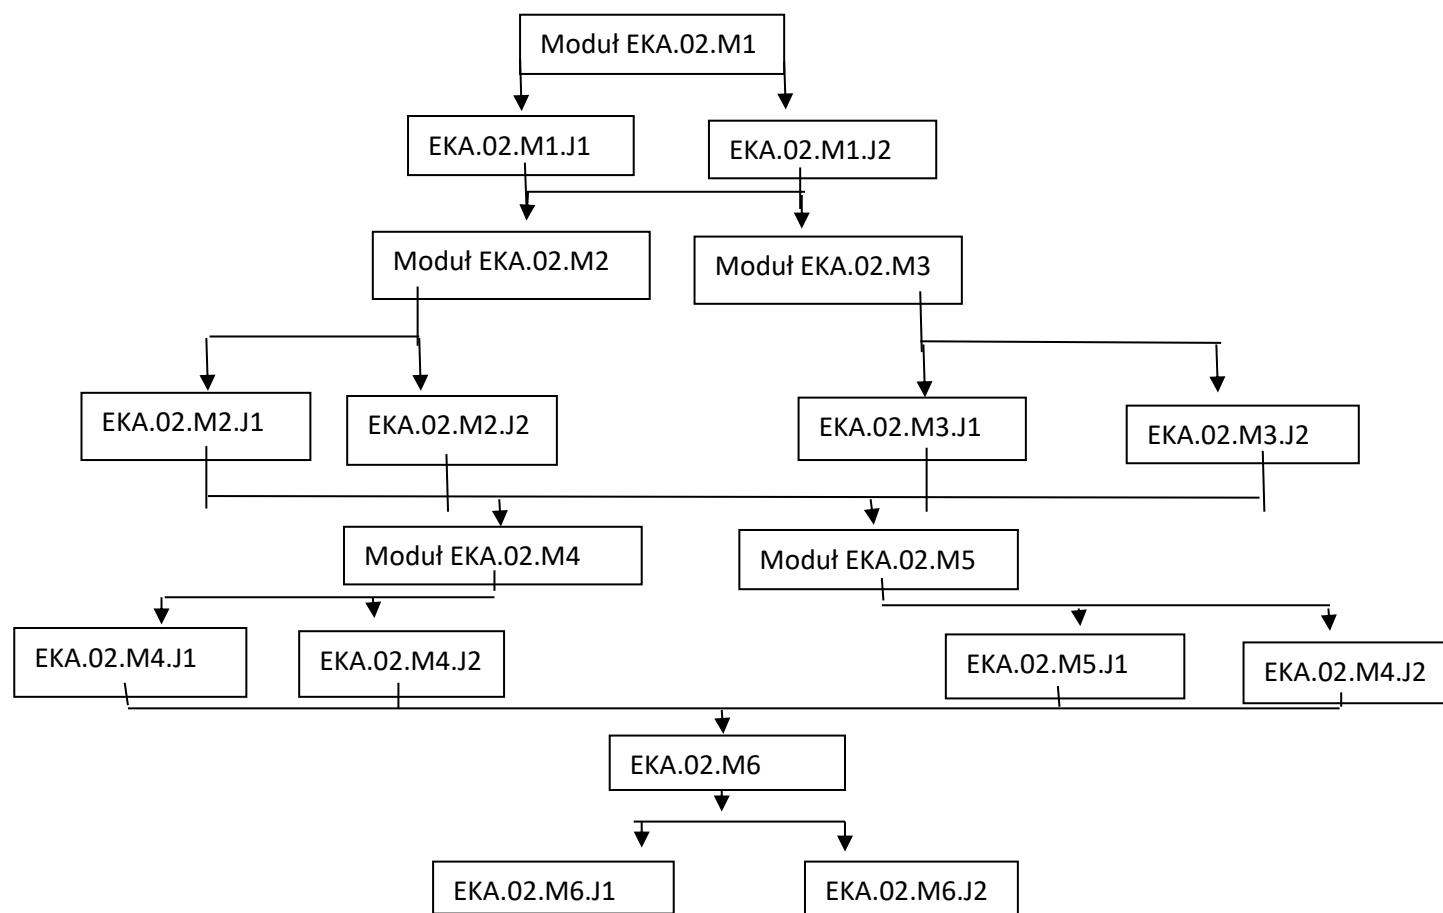 Moduł EKA.02.M1
EKA.02.M1.J1
EKA.02.M1.J2
Moduł EKA.02.M2
Moduł EKA.02.M3
EKA.02.M2.J1
EKA.02.M2.J2
EKA.02.M3.J1
EKA.02.M3.J2
Moduł EKA.02.M4
Moduł EKA.02.M5
EKA.02.M4.J1
EKA.02.M4.J2
EKA.02.M5.J1
EKA.02.M4.J2
EKA.02.M6
EKA.02.M6.J1
EKA.02.M6.J2